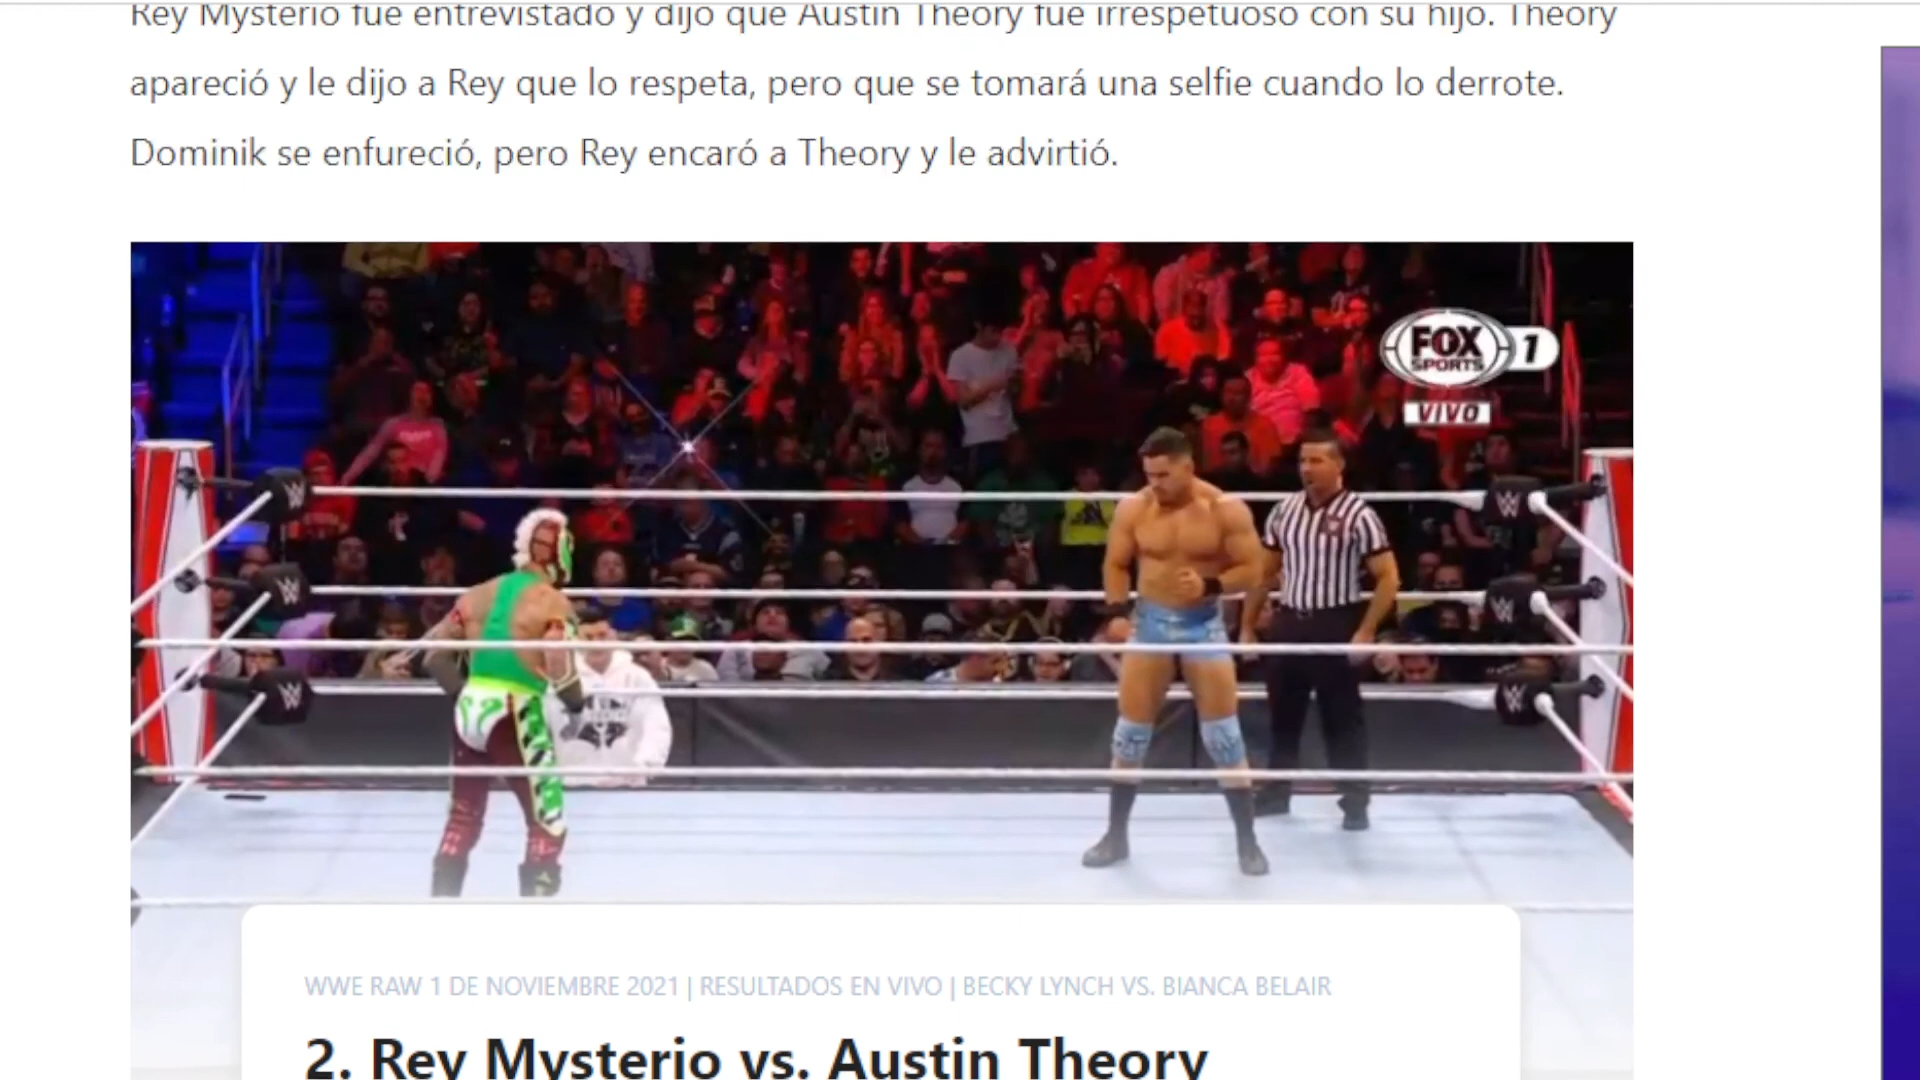 Rey Mysterio fue entrevistado y dijo que Austin Theory fue irrespetuoso con su hijo. Theory
apareció y le dijo a Rey que lo respeta, pero que se tomará una selfie cuando lo derrote.
Dominik se enfureció, pero Rey encaró a Theory y le advirtió.
FOX
SPORTS
1
VIVO
W
W
W
W
W
W
WWE RAW 1 DE NOVIEMBRE 2021 | RESULTADOS EN VIVO | BECKY LYNCH VS. BIANCA BELAIR
2. Rey Mysterio vs. Austin Theory